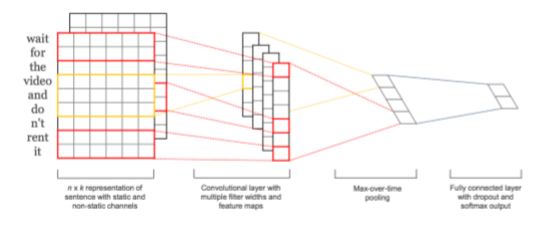 wait
for
the
video
and
do
n't
rent
it
n x k representation of
sentence with static and
non-static channels
Convolutional layer with
multiple filter widths and
feature maps
Max-over-time
pooling
Fully connected layer
with dropout and
softmax output